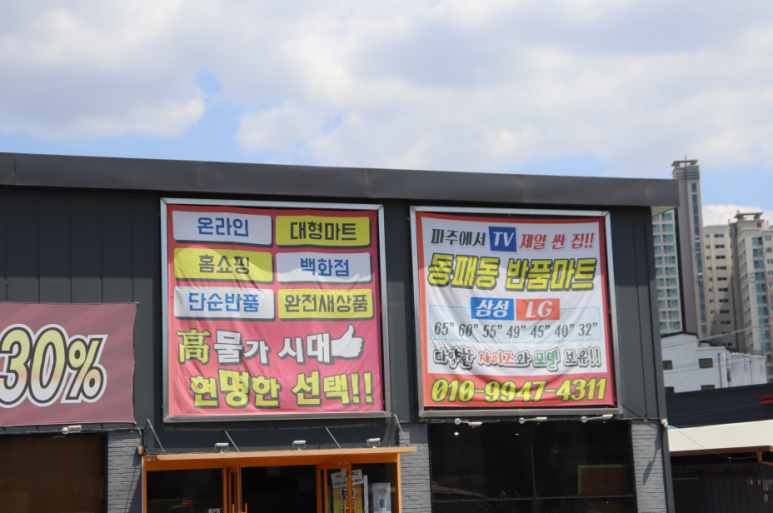 30%
온라인 대형마트
홈쇼핑 백화점
단순반품 완전새상품
高물가 시대
현명한 선택!!
파주에서 TV 제일 싼 집!!
동패동 반품마트
삼성 LG
65" 60" 55" 49" 45" 40" 32"
다양한 사이즈와 모델 보유!!
010-9947-4311